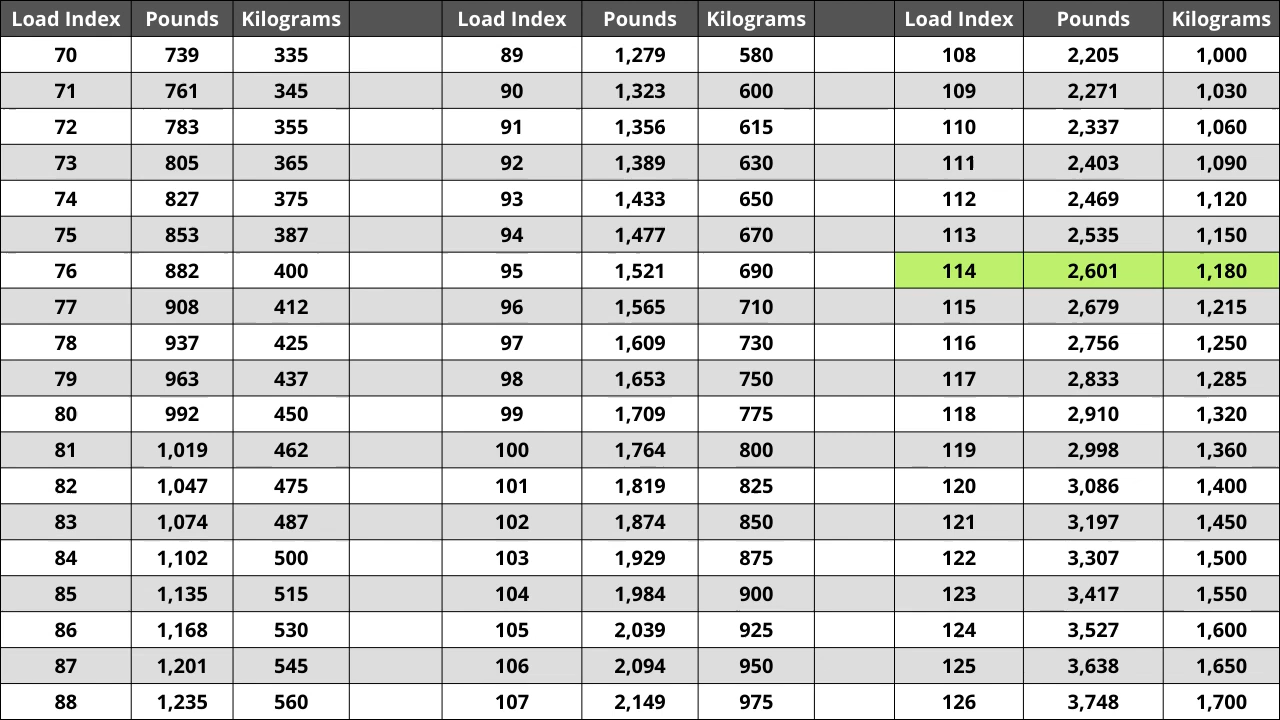 Load Index Pounds Kilograms Load Index Pounds Kilograms Load Index Pounds Kilograms
70 739 335 89 1,279 580 108 2,205 1,000
71 761 345 90 1,323 600 109 2,271 1,030
72 783 355 91 1,356 615 110 2,337 1,060
73 805 365 92 1,389 630 111 2,403 1,090
74 827 375 93 1,433 650 112 2,469 1,120
75 853 387 94 1,477 670 113 2,535 1,150
76 882 400 95 1,521 690 114 2,601 1,180
77 908 412 96 1,565 710 115 2,679 1,215
78 937 425 97 1,609 730 116 2,756 1,250
79 963 437 98 1,653 750 117 2,833 1,285
80 992 450 99 1,709 775 118 2,910 1,320
81 1,019 462 100 1,764 800 119 2,998 1,360
82 1,047 475 101 1,819 825 120 3,086 1,400
83 1,074 487 102 1,874 850 121 3,197 1,450
84 1,102 500 103 1,929 875 122 3,307 1,500
85 1,135 515 104 1,984 900 123 3,417 1,550
86 1,168 530 105 2,039 925 124 3,527 1,600
87 1,201 545 106 2,094 950 125 3,638 1,650
88 1,235 560 107 2,149 975 126 3,748 1,700